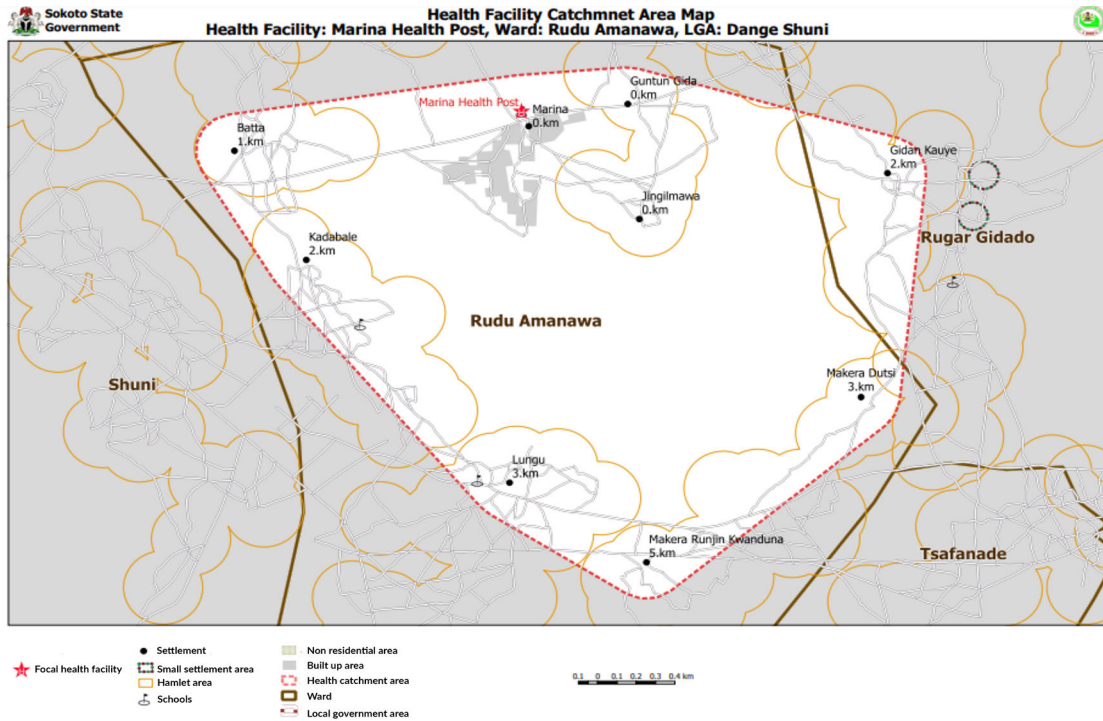 Sokoto State
Government
Health Facility Catchmnet Area Map
Health Facility: Marina Health Post, Ward: Rudu Amanawa, LGA: Dange Shuni
Guntun Gida
0.km
Marina Health Post
Marina
0.km
Batta
1.km
Gidan Kauye
2.km
Jingilmawa
0.km
Kadabale
2.km
Rugar Gidado
Rudu Amanawa
Shuni
Makera Dutsi
3.km
Lungu
3.km
Makera Runjin Kwanduna
5.km
Tsafanade
Focal health facility
Settlement
Small settlement area
Hamlet area
Schools
Non residential area
Built up area
Health catchment area
Ward
Local government area
0.1 0 0.1 0.2 0.3 0.4 km